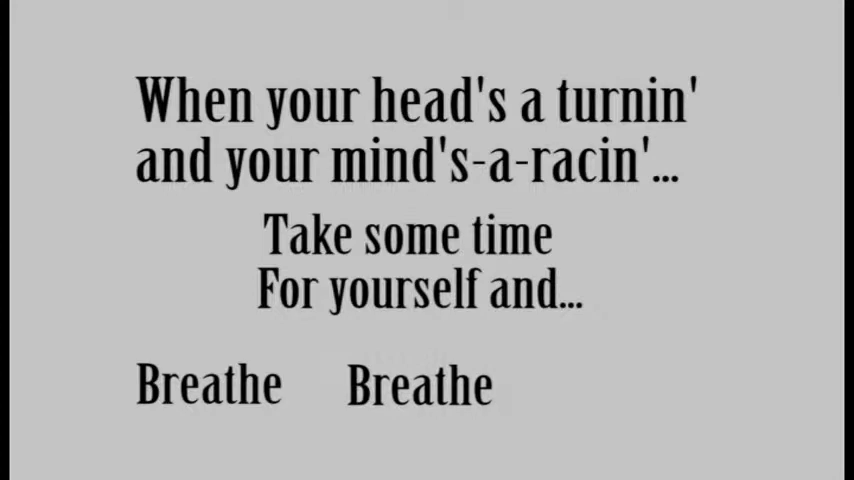 When your head's a turnin'
and your mind's-a-racin'...
Take some time
For yourself and...
Breathe Breathe